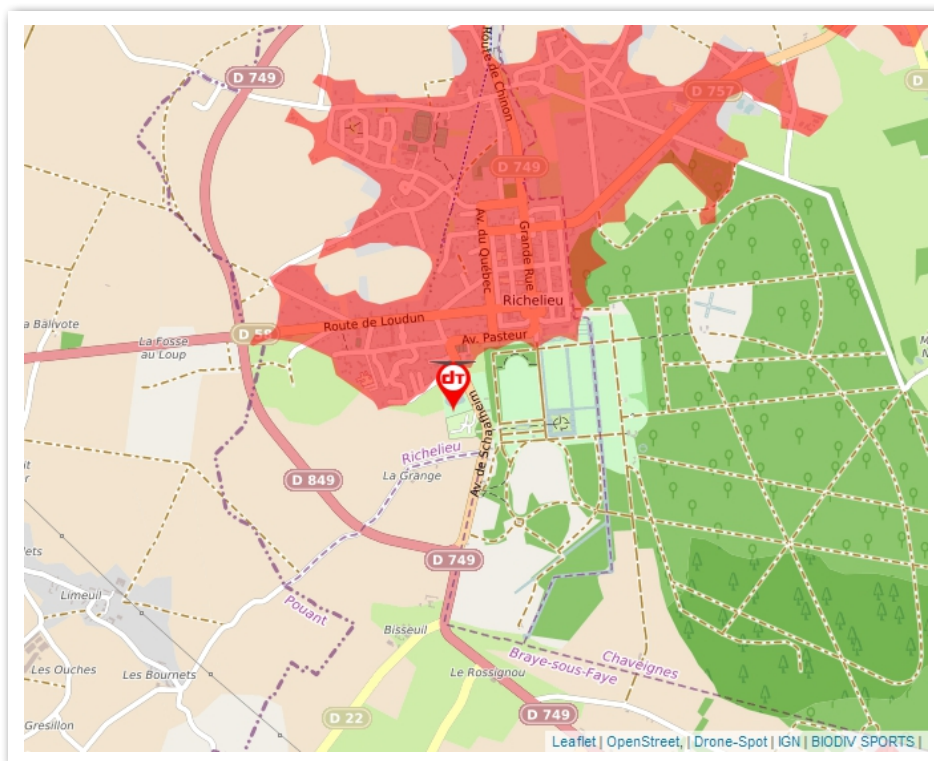 Route de Chinon
D 749
D 757
D
D 749
Av. du Québec
Grande Rue
Richelieu
Route de Loudun
Av. Pasteur
a Balivote
La Fosse
au Loup
D 58
dT
Richelieu
Av. de Schaafheim
La Grange
D 849
D 749
Limeuil
Pouant
Bisseuil
Les Ouches
Les Bournets
Le Rossignou
Braye-sous-Faye
Chaveignes
Gresillon
D 22
D 749
Leaflet | OpenStreet, | Drone-Spot | IGN | BIODIV SPORTS |